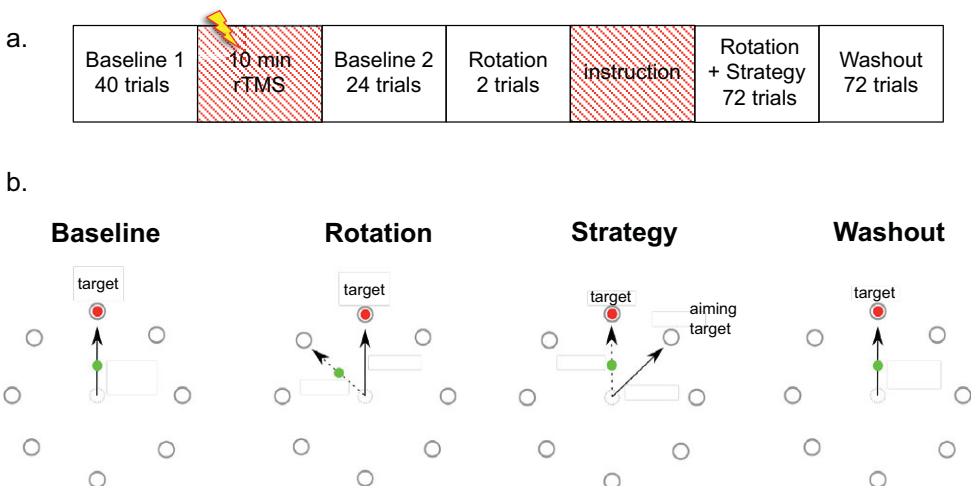 a.
Baseline 1
40 trials
10 min
rTMS
Baseline 2
24 trials
Rotation
2 trials
instruction
Rotation
+ Strategy
72 trials
Washout
72 trials
b.
Baseline
Rotation
Strategy
Washout
target
target
target
aiming
target
target